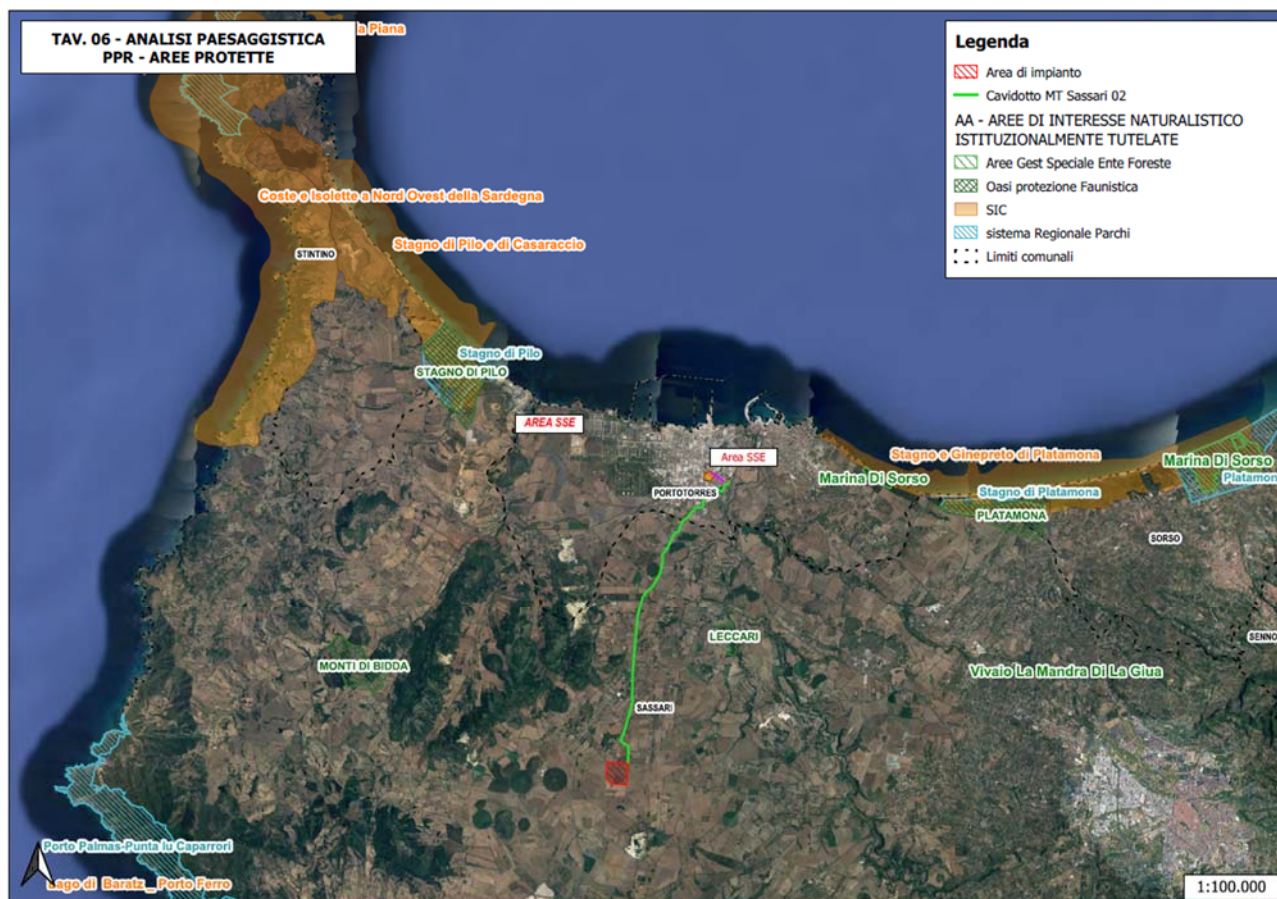 TAV. 06 - ANALISI PAESAGGISTICA
PPR - AREE PROTETTE
la Piana
Legenda
Area di impianto
Cavidotto MT Sassari 02
AA - AREE DI INTERESSE NATURALISTICO
ISTITUZIONALMENTE TUTELATE
Aree Gest Speciale Ente Foreste
Oasi protezione Faunistica
SIC
sistema Regionale Parchi
Limiti comunali
Coste e Isolette a Nord Ovest della Sardegna
Stagno di Pilo e di Casaraccio
STINTINO
Stagno di Pilo
STAGNO DI PILO
AREA SSE
Area SSE
Stagno e Ginepreto di Platamona
Marina Di Sorso
Marina Di Sorso
Platamon
PORTOTORRES
Stagno di Platamona
PLATAMONA
SORSO
LECCARI
SENNO
MONTI DI BIDDA
Vivaio La Mandra Di La Giua
SASSARI
Porto Palmas-Punta lu Caparrori
Lago di Baratz_Porto Ferro
1:100.000